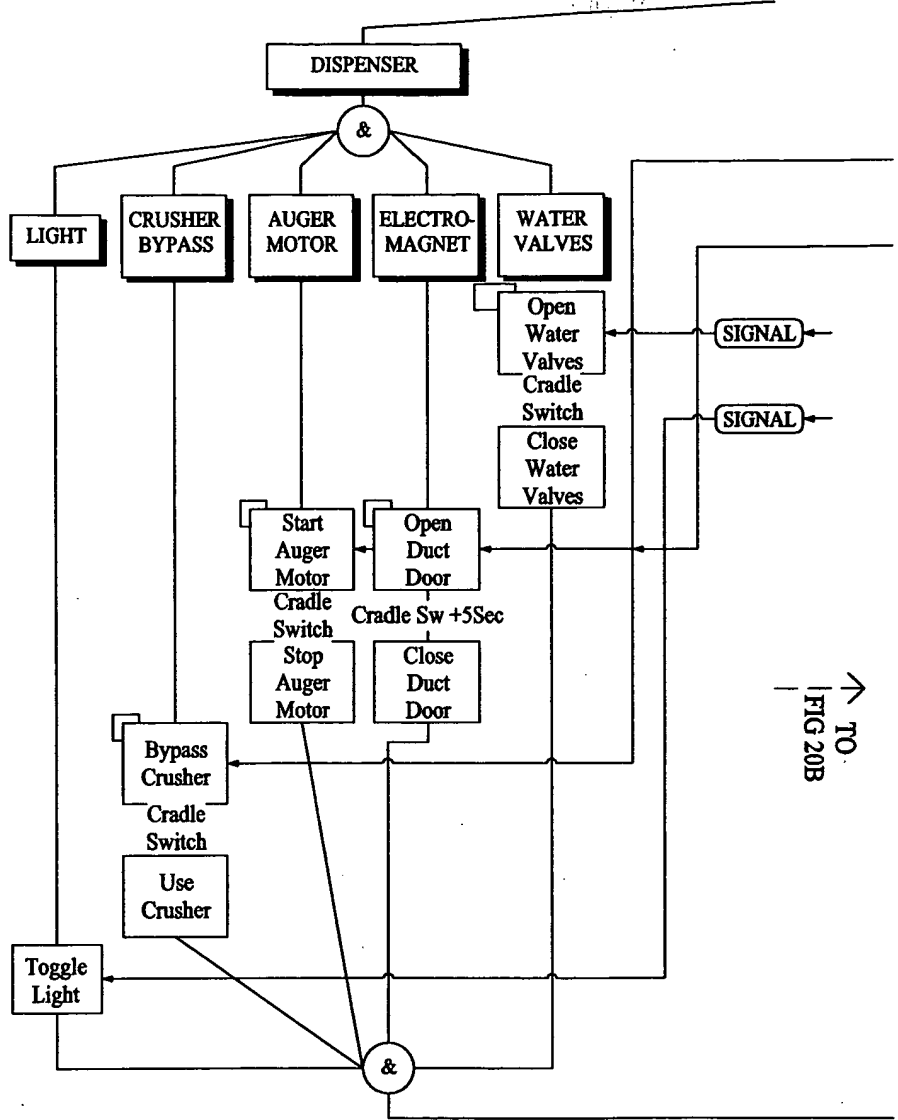 DISPENSER
&
LIGHT
CRUSHER
BYPASS
AUGER
MOTOR
ELECTRO-
MAGNET
WATER
VALVES
Open
Water
Valves
Cradle
Switch
Close
Water
Valves
SIGNAL
SIGNAL
Start
Auger
Motor
Cradle
Switch
Stop
Auger
Motor
Open
Duct
Door
Cradle Sw +5Sec
Close
Duct
Door
Bypass
Crusher
Cradle
Switch
Use
Crusher
Toggle
Light
&
TO
FIG 20B